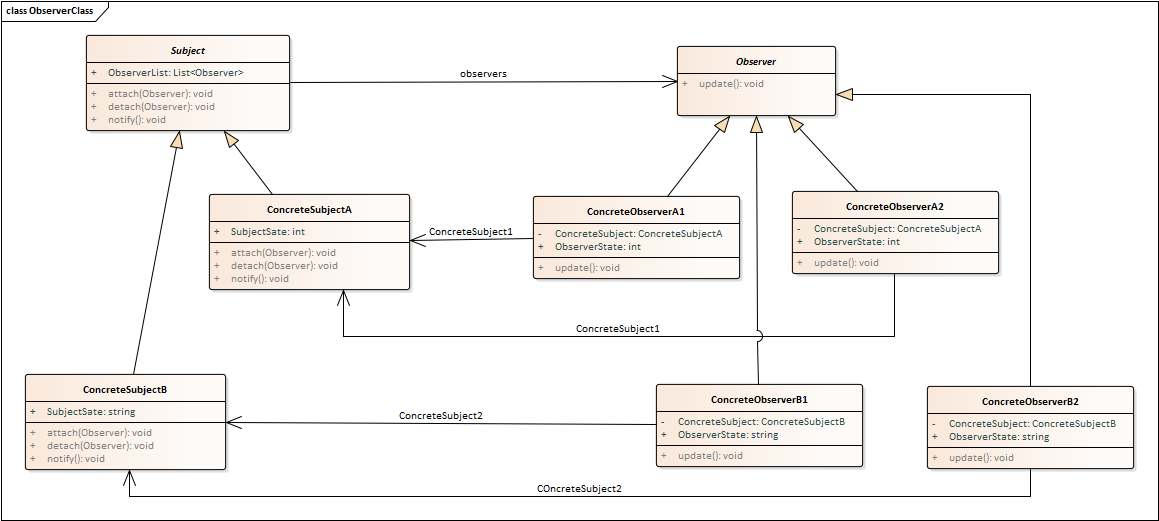 class ObserverClass
Subject
+ ObserverList: List<Observer>
+ attach(Observer): void
+ detach(Observer): void
+ notify(): void
observers
Observer
+ update(): void
ConcreteSubjectA
+ SubjectSate: int
+ attach(Observer): void
+ detach(Observer): void
+ notify(): void
ConcreteSubject1
ConcreteObserverA1
- ConcreteSubject: ConcreteSubjectA
+ ObserverState: int
+ update(): void
ConcreteObserverA2
- ConcreteSubject: ConcreteSubjectA
+ ObserverState: int
+ update(): void
ConcreteSubject1
ConcreteSubjectB
+ SubjectSate: string
+ attach(Observer): void
+ detach(Observer): void
+ notify(): void
ConcreteSubject2
ConcreteObserverB1
- ConcreteSubject: ConcreteSubjectB
+ ObserverState: string
+ update(): void
ConcreteObserverB2
- ConcreteSubject: ConcreteSubjectB
+ ObserverState: string
+ update(): void
COncreteSubject2